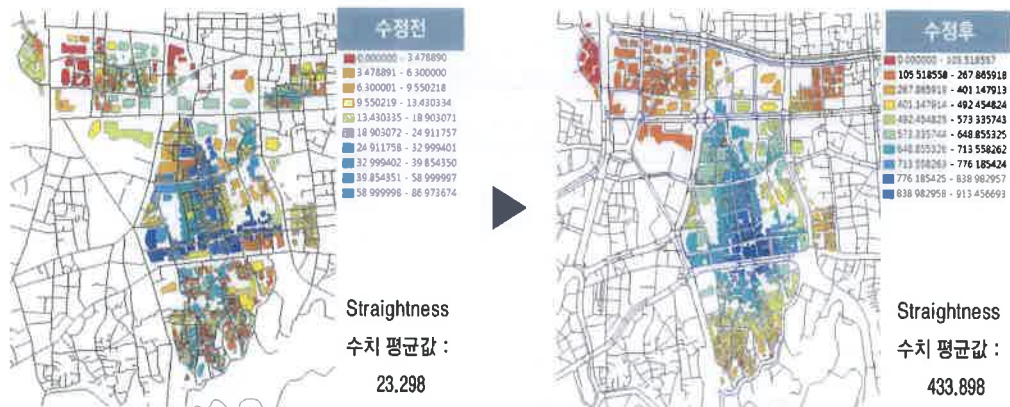 수정전
0.000000 - 3.478890
3.478891 - 6.300000
6.300001 - 9.550218
9.550219 - 13.430334
13.430335 - 18.903071
18.903072 - 24.911757
24.911758 - 32.999401
32.999402 - 39.854350
39.854351 - 58.999997
58.999998 - 86.973674
Straightness
수치 평균값 :
23.298
수정후
0.000000 - 105.518557
105.518558 - 267.865918
267.865919 - 401.147913
401.147914 - 492.454824
492.454825 - 573.335743
573.335744 - 648.855325
648.855326 - 713.558262
713.558263 - 776.185424
776.185425 - 838.982957
838.982958 - 913.456693
Straightness
수치 평균값 :
433.898